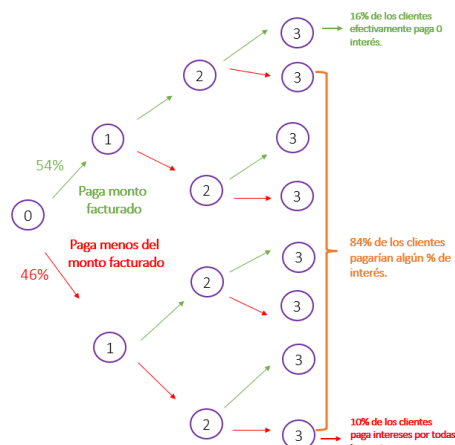 16% de los clientes
efectivamente paga 0
interés.
3
2
3
54%
1
3
Paga monto
facturado
2
3
0
Paga menos del
monto facturado
46%
84% de los clientes
pagarían algún % de
interés.
3
2
3
1
3
2
3
10% de los clientes
paga intereses por todas